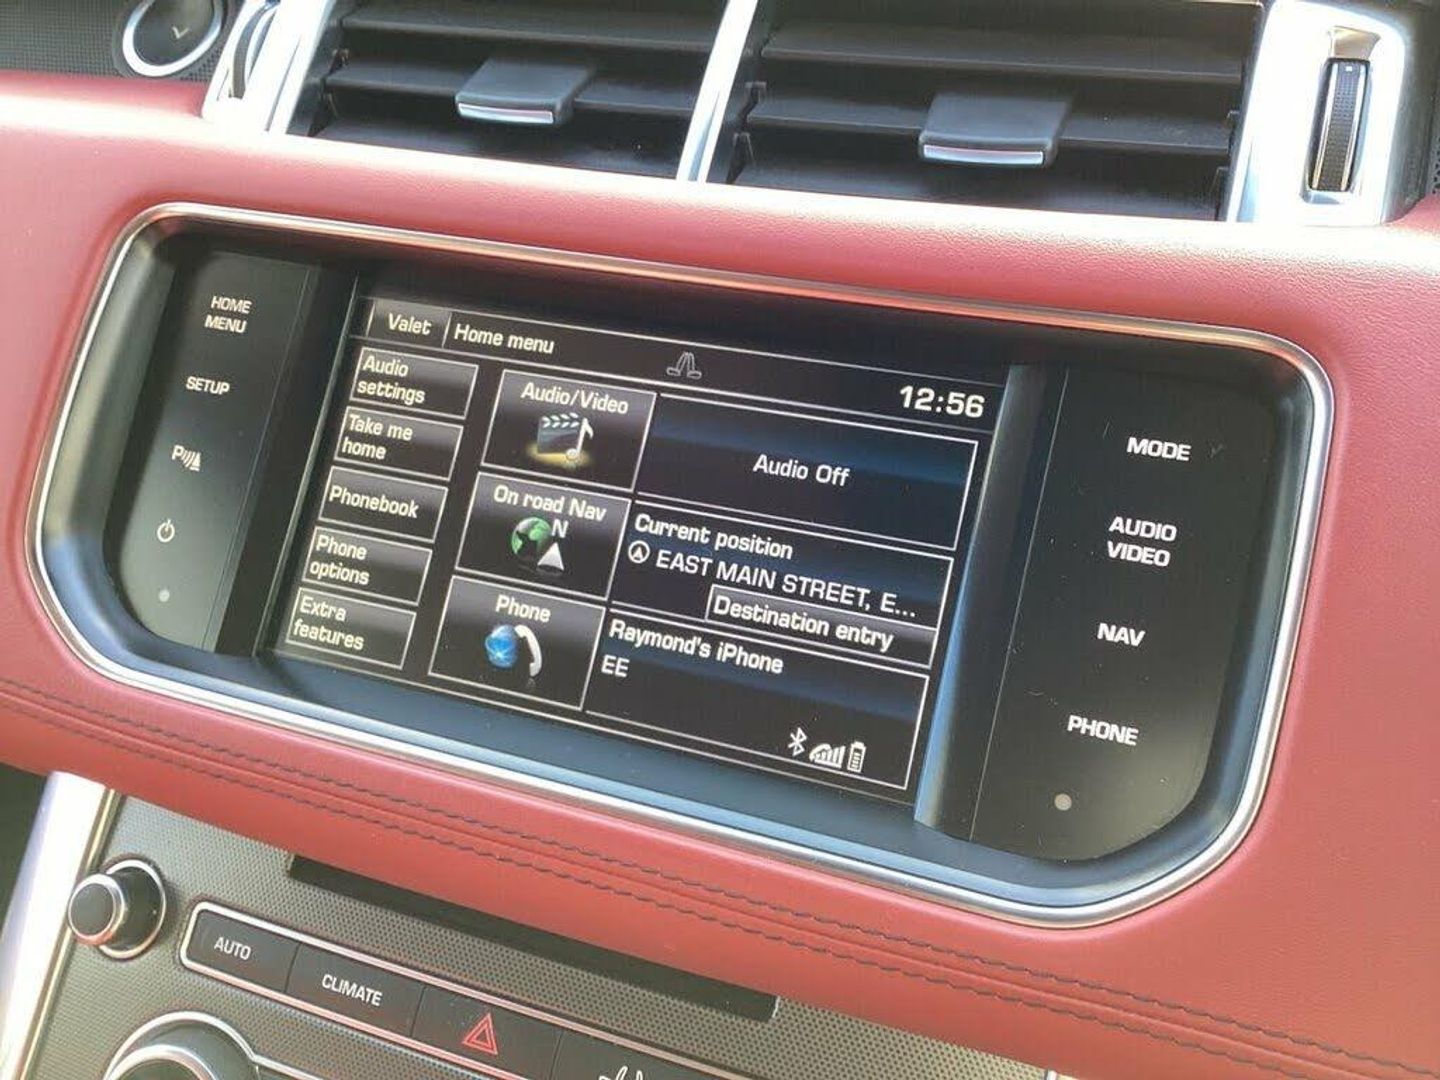 HOME
MENU
SETUP
P
Valet
Home menu
12:56
Audio
settings
Take me
home
Phonebook
Phone
options
Extra
features
Audio/Video
Audio Off
On road Nav
N
Current position
EAST MAIN STREET, E...
Destination entry
Phone
Raymond's iPhone
EE
MODE
AUDIO
VIDEO
NAV
PHONE
AUTO
CLIMATE